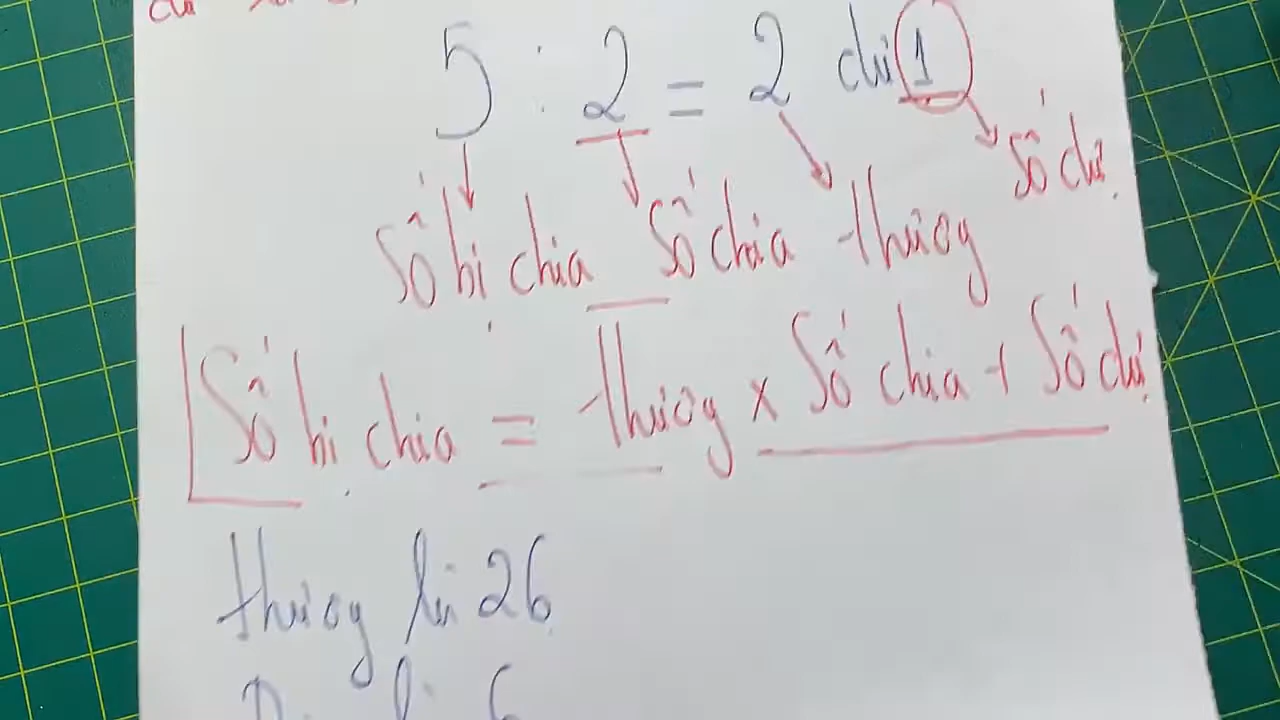 5 : 2 = 2 dư 1
Số bị chia Số chia thương Số dư
Số bị chia = thương x Số chia + Số dư
thương là 26